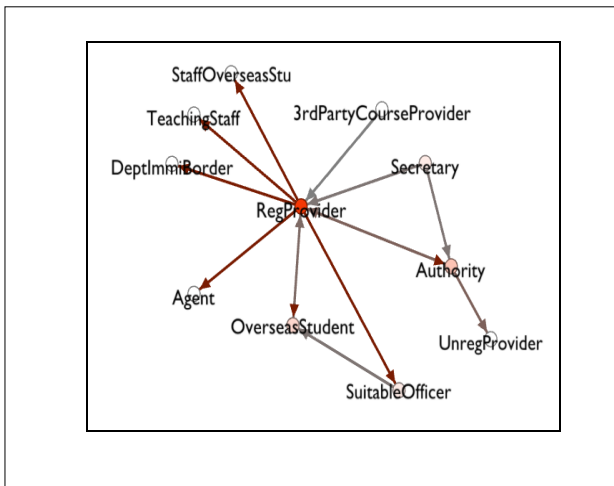 StaffOverseasStu
TeachingStaff
3rdPartyCourseProvider
DeptImmiBorder
Secretary
RegProvider
Authority
Agent
OverseasStudent
UnregProvider
SuitableOfficer